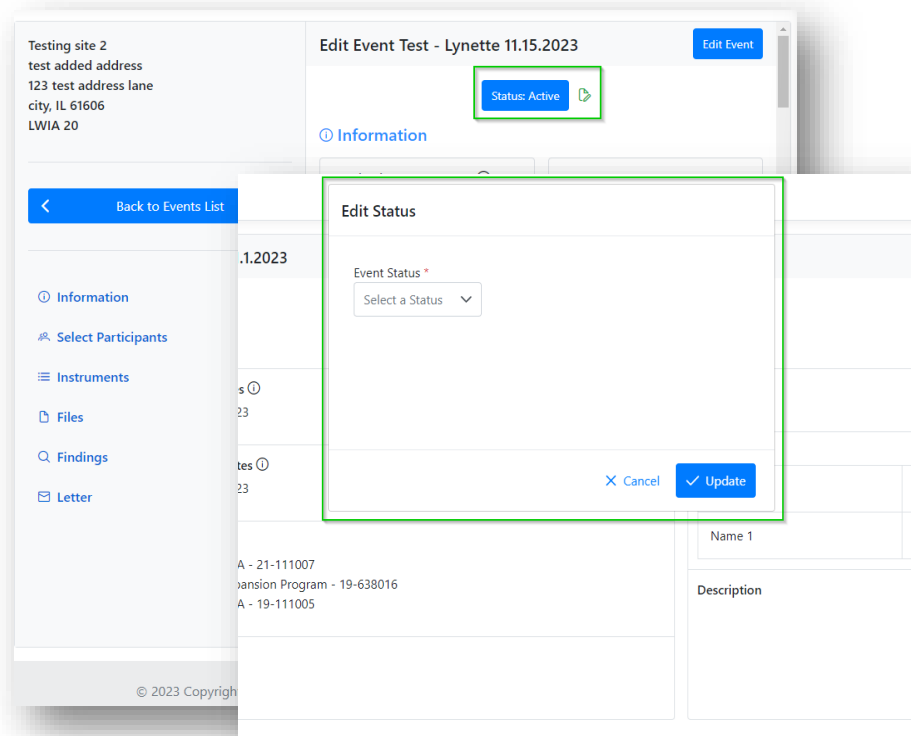 Testing site 2
test added address
123 test address lane
city, IL 61606
LWIA 20
Back to Events List
Information
Select Participants
Instruments
Files
Findings
Letter
© 2023 Copyrigh
Edit Event Test - Lynette 11.15.2023
Edit Event
Status: Active
Information
.1.2023
Edit Status
Event Status *
Select a Status
Cancel
Update
s
23
tes
23
A - 21-111007
pansion Program - 19-638016
A - 19-111005
Name 1
Description